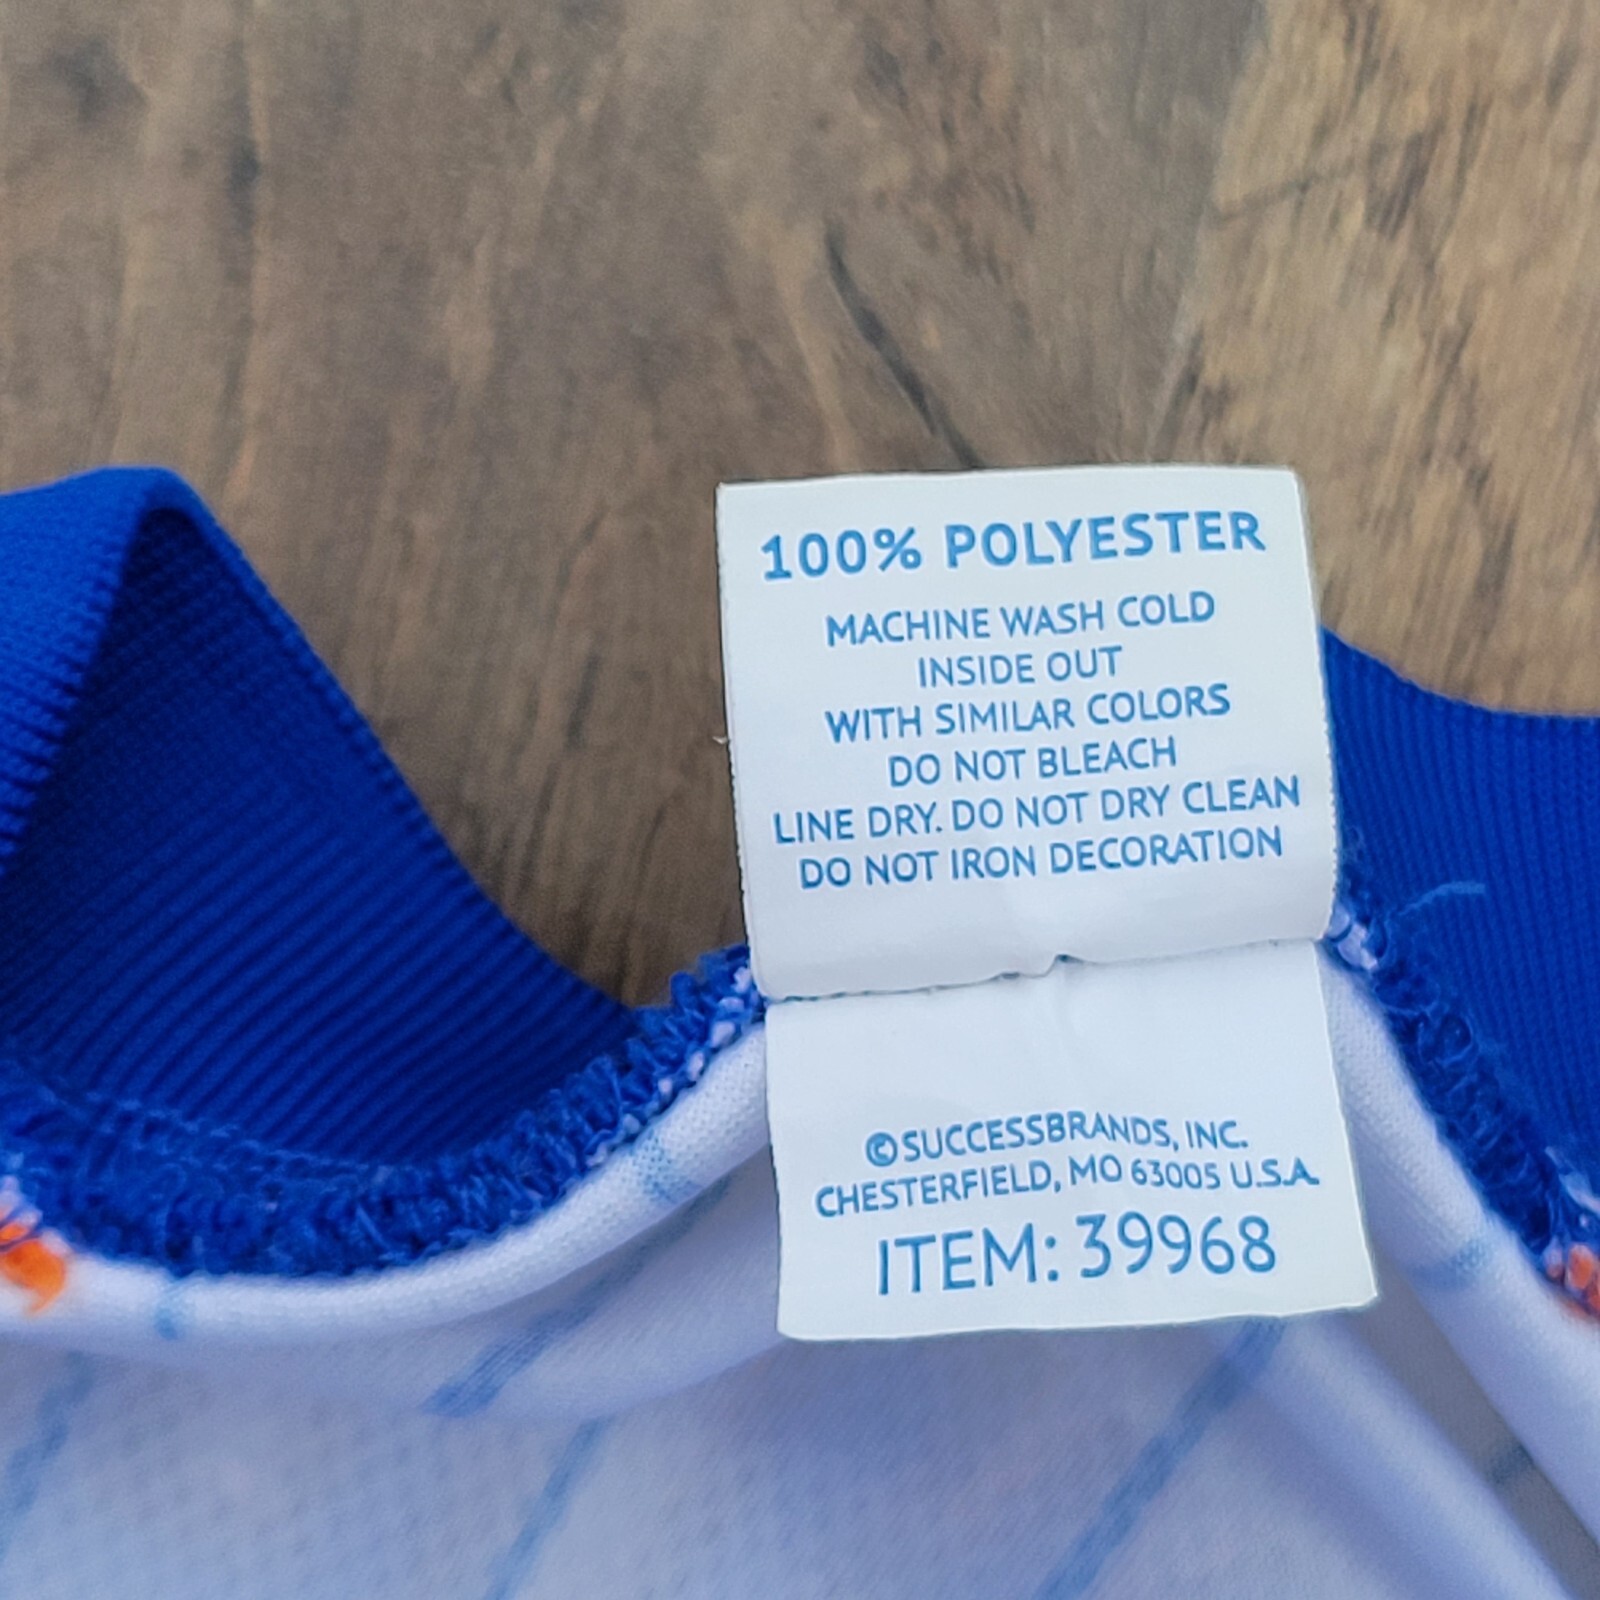 100% POLYESTER
MACHINE WASH COLD
INSIDE OUT
WITH SIMILAR COLORS
DO NOT BLEACH
LINE DRY. DO NOT DRY CLEAN
DO NOT IRON DECORATION
©SUCCESSBRANDS, INC.
CHESTERFIELD, MO 63005 U.S.A.
ITEM: 39968